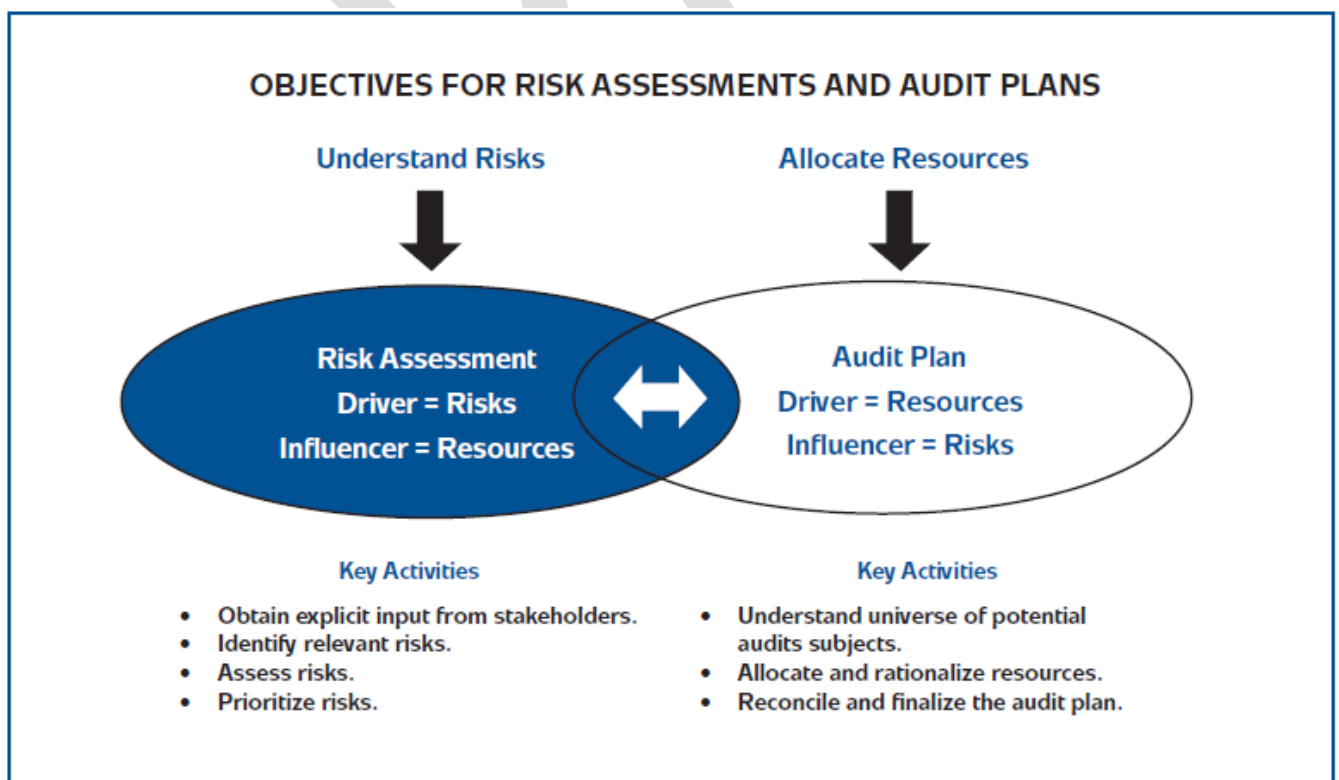 OBJECTIVES FOR RISK ASSESSMENTS AND AUDIT PLANS
Understand Risks
Allocate Resources
Risk Assessment
Driver = Risks
Influencer = Resources
Audit Plan
Driver = Resources
Influencer = Risks
Key Activities
• Obtain explicit input from stakeholders.
• Identify relevant risks.
• Assess risks.
• Prioritize risks.
Key Activities
• Understand universe of potential
audits subjects.
• Allocate and rationalize resources.
• Reconcile and finalize the audit plan.